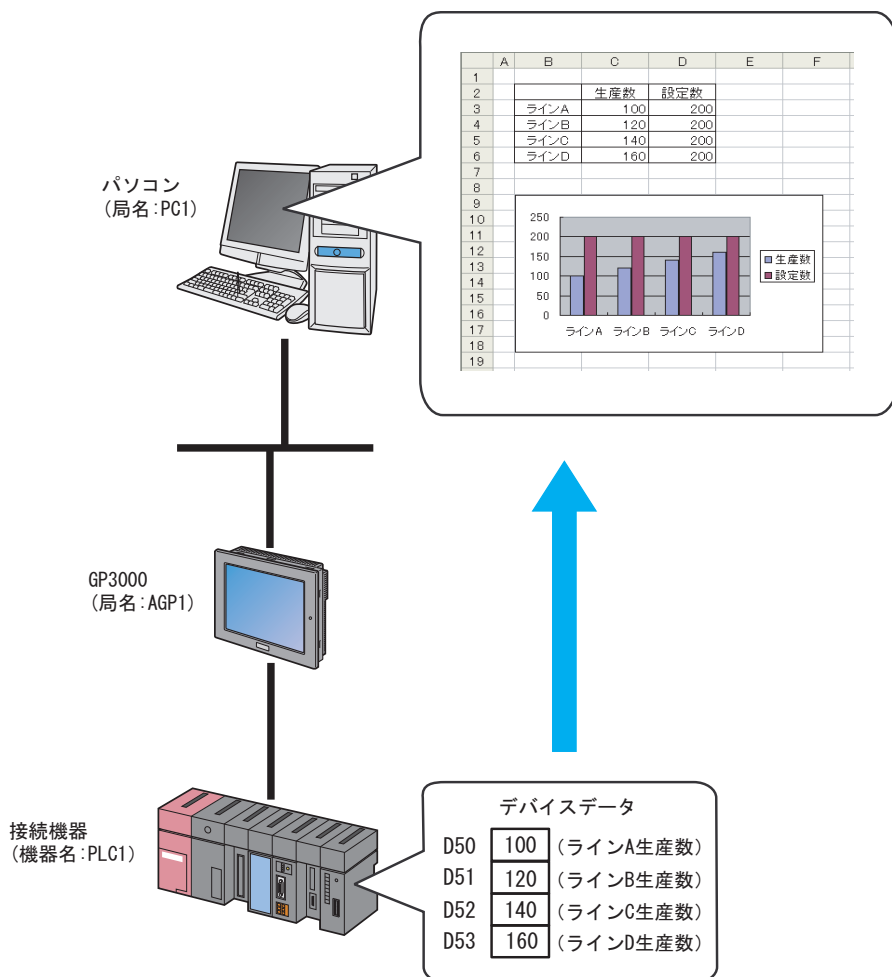 A B C D E F
1
2 生産数 設定数
3 ラインA 100 200
4 ラインB 120 200
5 ラインC 140 200
6 ラインD 160 200
7
8
9
10
11
12
13
14
15
16
17
18
19
250
200
150
100
50
0
ラインA ラインB ラインC ラインD
生産数
設定数
パソコン
(局名:PC1)
GP3000
(局名:AGP1)
接続機器
(機器名:PLC1)
デバイスデータ
D50 100 (ラインA生産数)
D51 120 (ラインB生産数)
D52 140 (ラインC生産数)
D53 160 (ラインD生産数)